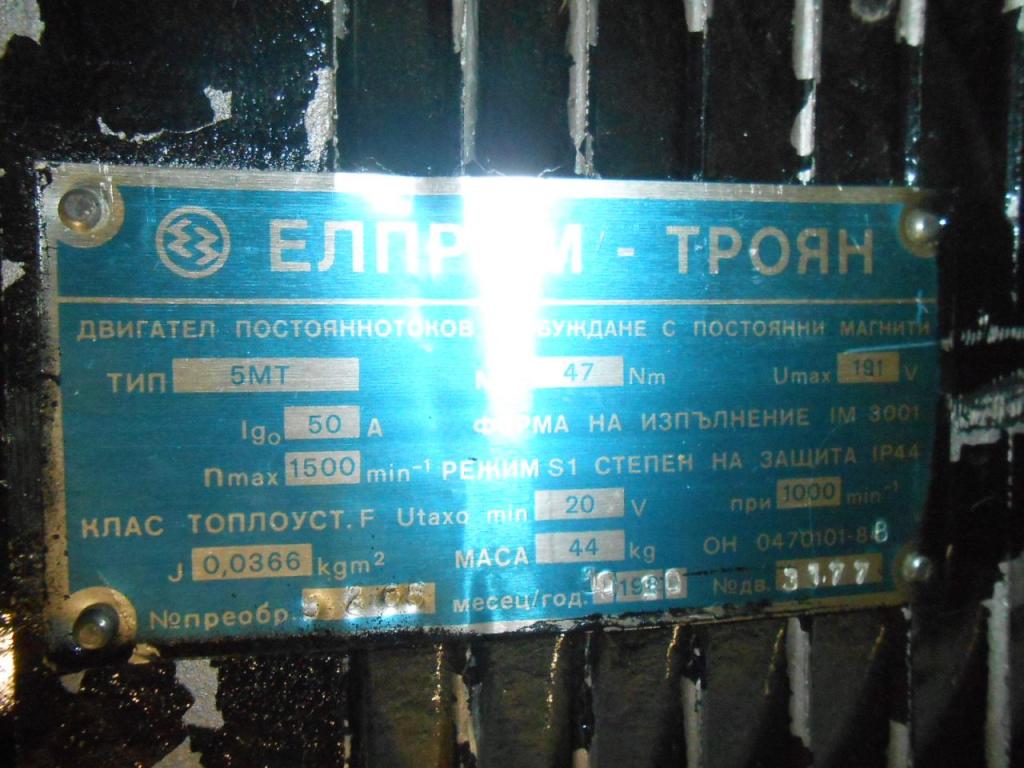 ЕЛПР М - ТРОЯН
ДВИГАТЕЛ ПОСТОЯННОТОКОВ БУЖДАНЕ С ПОСТОЯННИ МАГНИТИ
ТИП 5МТ 47 Nm Umax 191 V
Igo 50 A ФОРМА НА ИЗПЪЛНЕНИЕ IM 3001
nmax 1500 min⁻¹ РЕЖИМ S1 СТЕПЕН НА ЗАЩИТА IP44
КЛАС ТОПЛОУСТ. F Uтахо min 20 V при 1000 min⁻¹
J 0,0366 kgm² МАСА 44 kg ОН 0470101-88
№преобр. месец/год. №дв. 3177